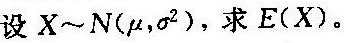 设 X~N(μ,σ²), 求 E(X)。